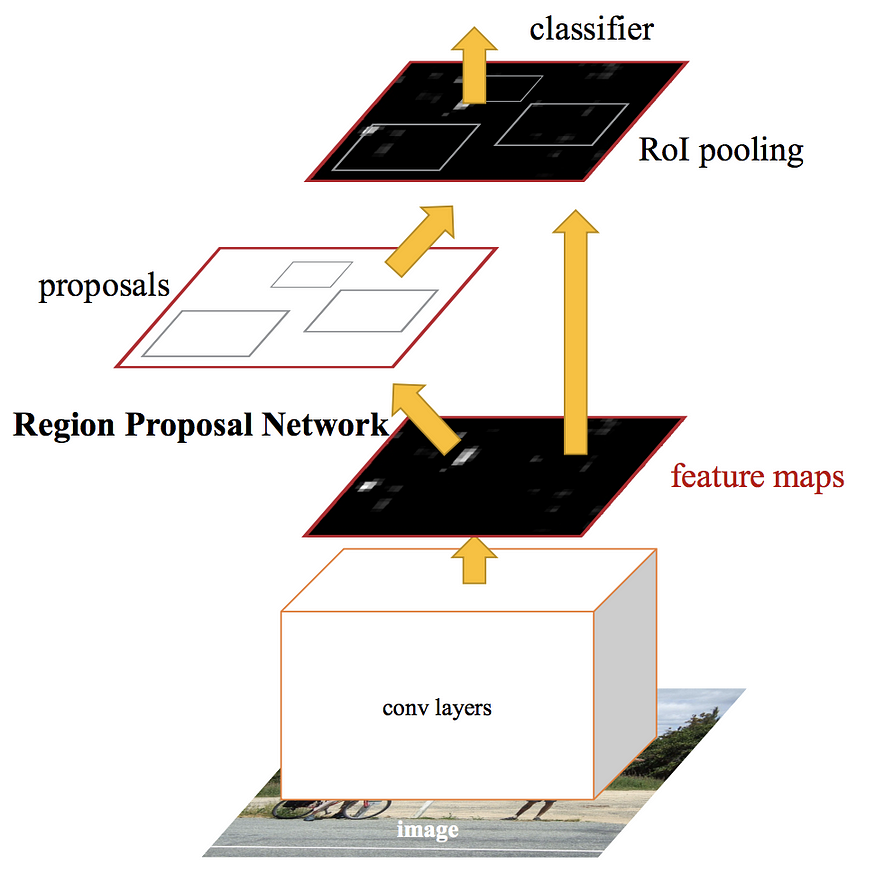 classifier
RoI pooling
proposals
Region Proposal Network
feature maps
conv layers
image